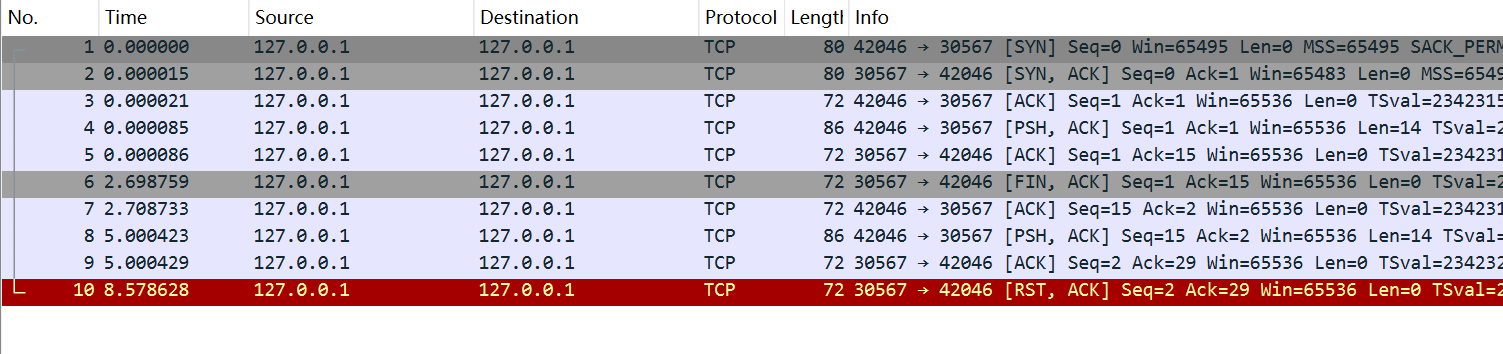 No. Time Source Destination Protocol Length Info
1 0.000000 127.0.0.1 127.0.0.1 TCP 80 42046 → 30567 [SYN] Seq=0 Win=65495 Len=0 MSS=65495 SACK_PERM
2 0.000015 127.0.0.1 127.0.0.1 TCP 80 30567 → 42046 [SYN, ACK] Seq=0 Ack=1 Win=65483 Len=0 MSS=6549
3 0.000021 127.0.0.1 127.0.0.1 TCP 72 42046 → 30567 [ACK] Seq=1 Ack=1 Win=65536 Len=0 TSval=2342315
4 0.000085 127.0.0.1 127.0.0.1 TCP 86 42046 → 30567 [PSH, ACK] Seq=1 Ack=1 Win=65536 Len=14 TSval=2
5 0.000086 127.0.0.1 127.0.0.1 TCP 72 30567 → 42046 [ACK] Seq=1 Ack=15 Win=65536 Len=0 TSval=234231
6 2.698759 127.0.0.1 127.0.0.1 TCP 72 30567 → 42046 [FIN, ACK] Seq=1 Ack=15 Win=65536 Len=0 TSval=2
7 2.708733 127.0.0.1 127.0.0.1 TCP 72 42046 → 30567 [ACK] Seq=15 Ack=2 Win=65536 Len=0 TSval=234231
8 5.000423 127.0.0.1 127.0.0.1 TCP 86 42046 → 30567 [PSH, ACK] Seq=15 Ack=2 Win=65536 Len=14 TSval=2
9 5.000429 127.0.0.1 127.0.0.1 TCP 72 30567 → 42046 [ACK] Seq=2 Ack=29 Win=65536 Len=0 TSval=234232
10 8.578628 127.0.0.1 127.0.0.1 TCP 72 30567 → 42046 [RST, ACK] Seq=2 Ack=29 Win=65536 Len=0 TSval=2